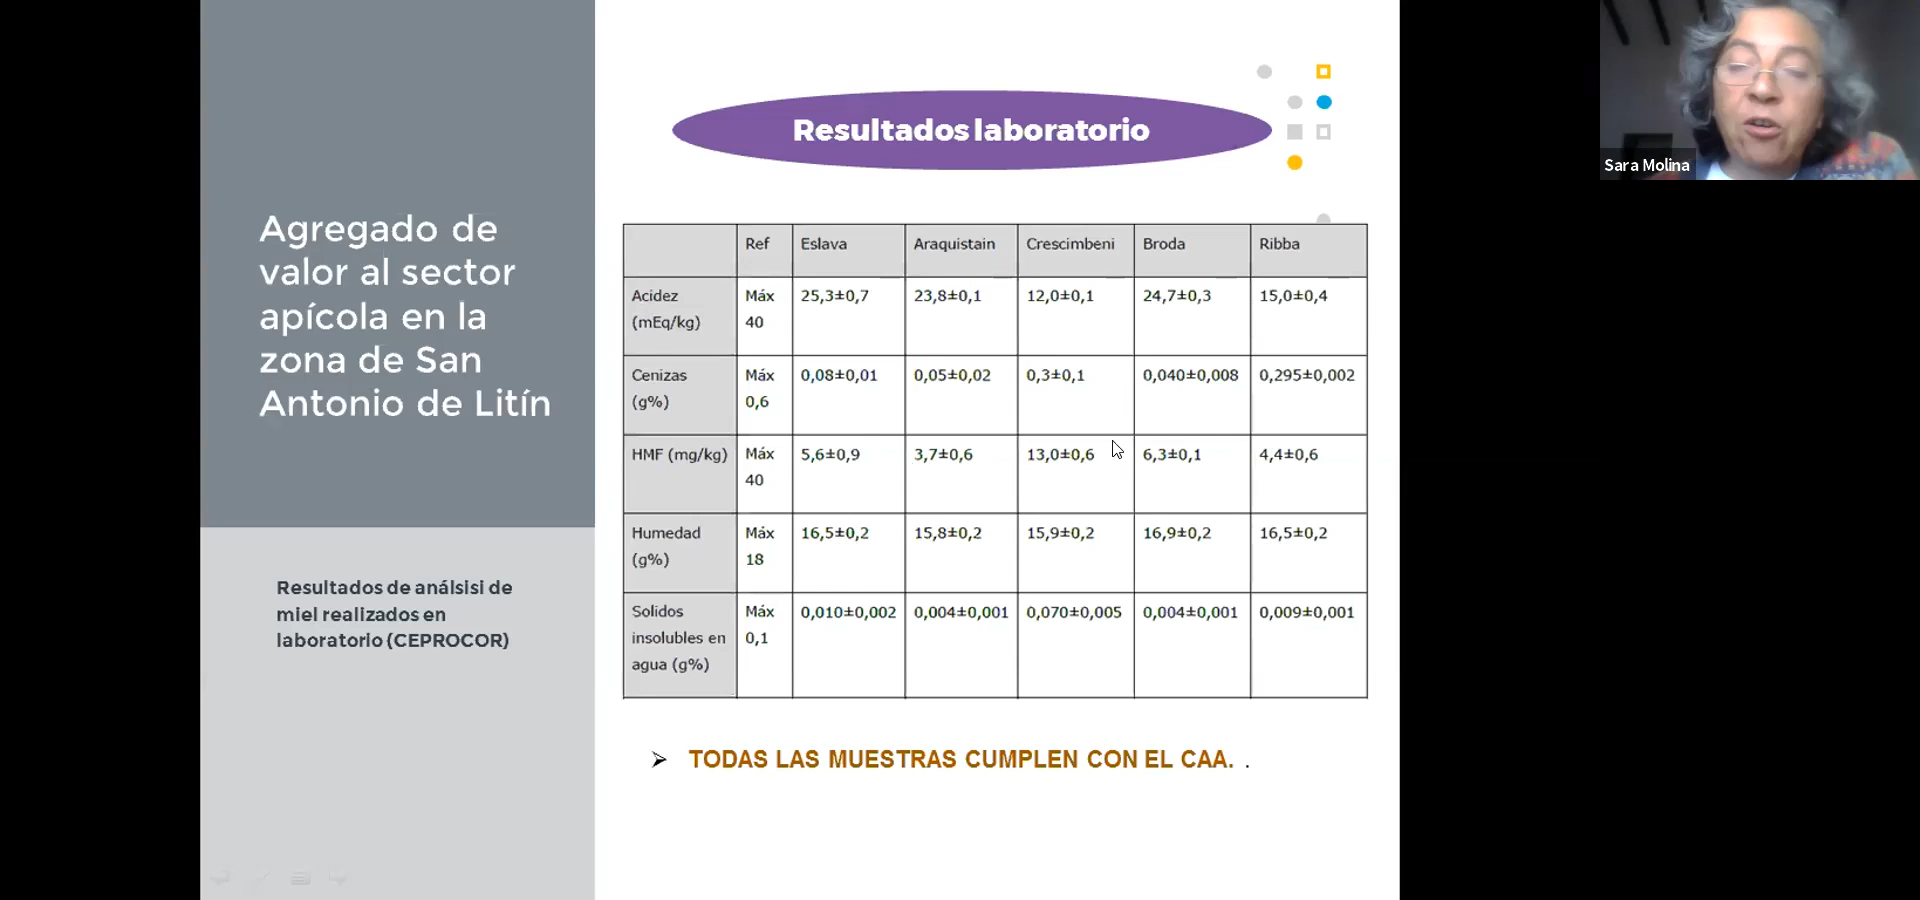 Agregado de
valor al sector
apícola en la
zona de San
Antonio de Litín
Resultados de análsisi de
miel realizados en
laboratorio (CEPROCOR)
Resultados laboratorio
Ref Eslava Araquistain Crescimbeni Broda Ribba
Acidez (mEq/kg) Máx 40 25,3±0,7 23,8±0,1 12,0±0,1 24,7±0,3 15,0±0,4
Cenizas (g%) Máx 0,6 0,08±0,01 0,05±0,02 0,3±0,1 0,040±0,008 0,295±0,002
HMF (mg/kg) Máx 40 5,6±0,9 3,7±0,6 13,0±0,6 6,3±0,1 4,4±0,6
Humedad (g%) Máx 18 16,5±0,2 15,8±0,2 15,9±0,2 16,9±0,2 16,5±0,2
Solidos insolubles en agua (g%) Máx 0,1 0,010±0,002 0,004±0,001 0,070±0,005 0,004±0,001 0,009±0,001
TODAS LAS MUESTRAS CUMPLEN CON EL CAA. .
Sara Molina